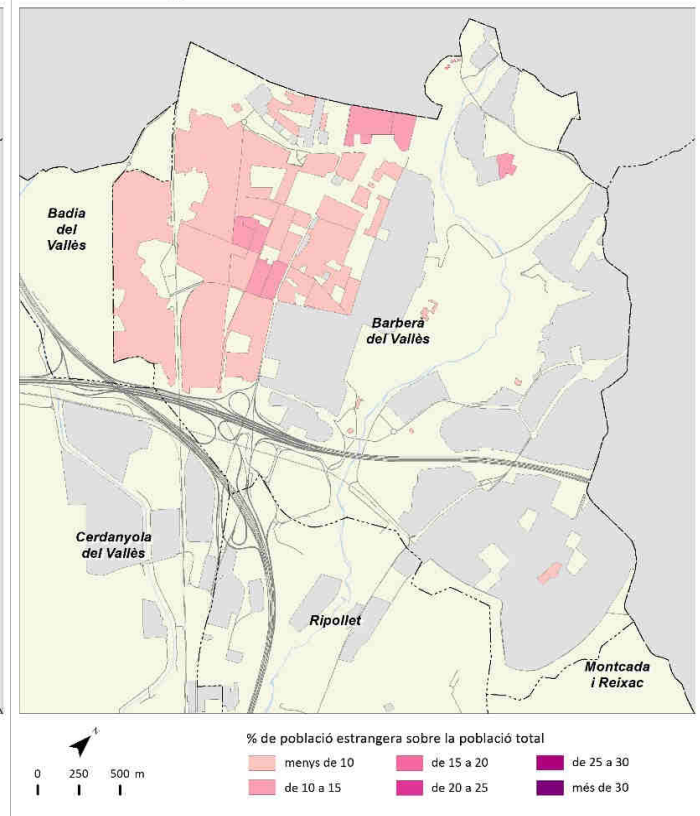 Badia
del
Vallès
Barberà
del Vallès
Cerdanyola
del Vallès
Ripollet
Montcada
i Reixac
N
0 250 500 m
% de població estrangera sobre la població total
menys de 10
de 15 a 20
de 25 a 30
de 10 a 15
de 20 a 25
més de 30